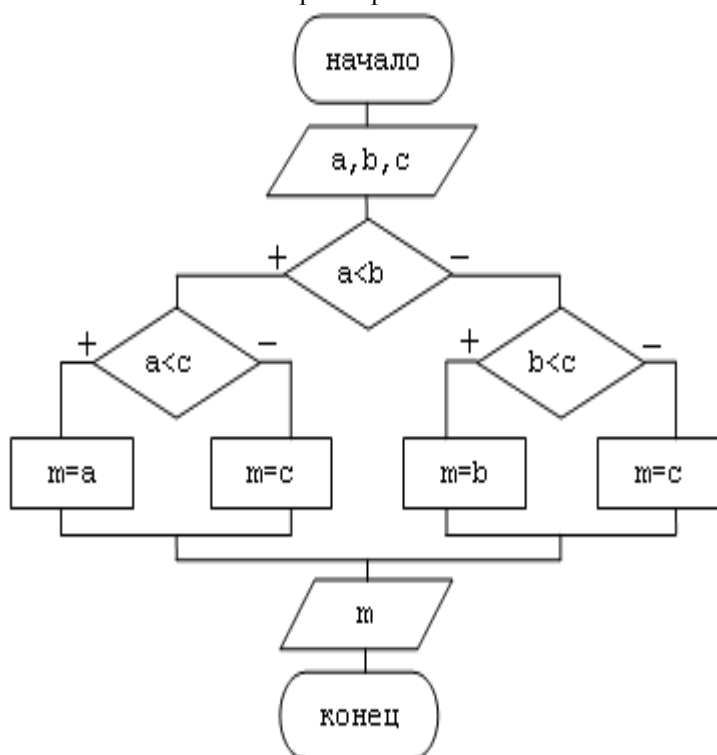 начало
a,b,c
+ a<b −
+ a<c −
+ b<c −
m=a
m=c
m=b
m=c
m
конец